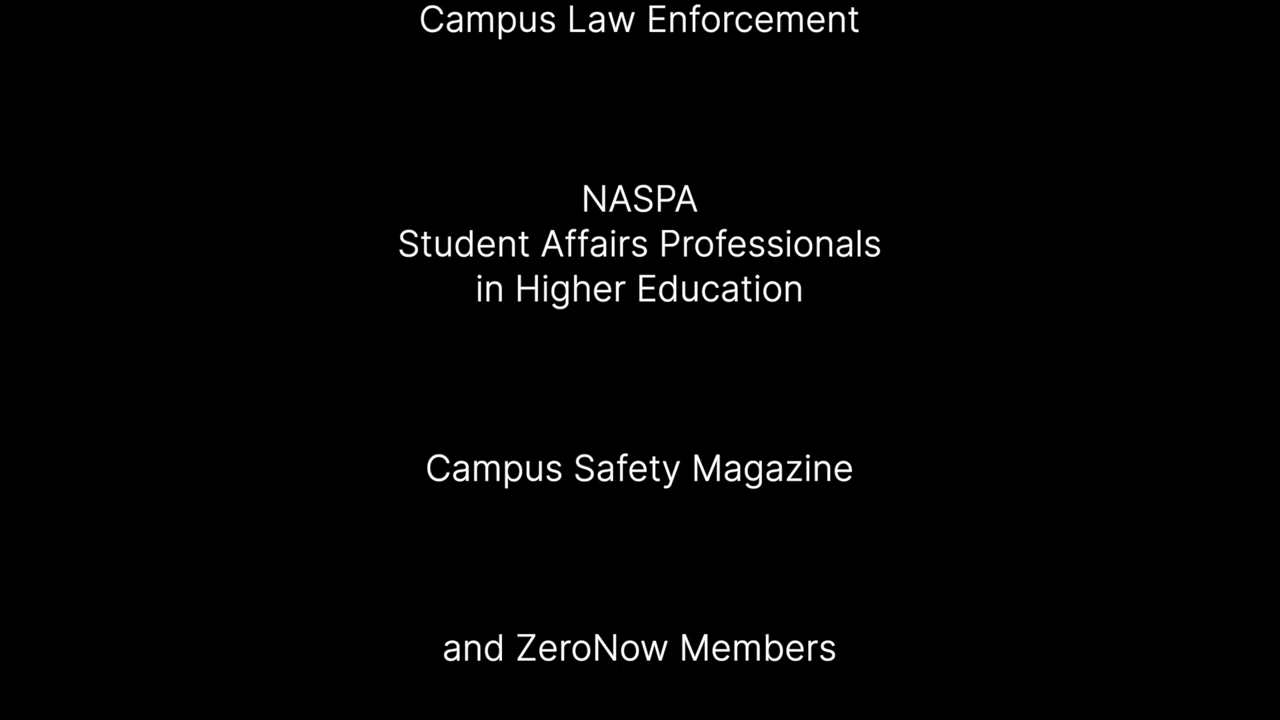 Campus Law Enforcement
NASPA
Student Affairs Professionals
in Higher Education
Campus Safety Magazine
and ZeroNow Members